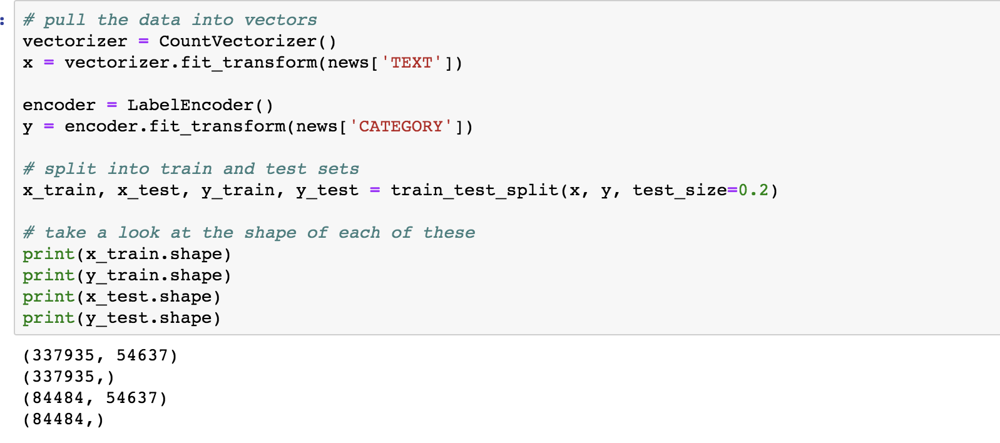 :
# pull the data into vectors
vectorizer = CountVectorizer()
x = vectorizer.fit_transform(news['TEXT'])
encoder = LabelEncoder()
y = encoder.fit_transform(news['CATEGORY'])
# split into train and test sets
x_train, x_test, y_train, y_test = train_test_split(x, y, test_size=0.2)
# take a look at the shape of each of these
print(x_train.shape)
print(y_train.shape)
print(x_test.shape)
print(y_test.shape)
(337935, 54637)
(337935,)
(84484, 54637)
(84484,)